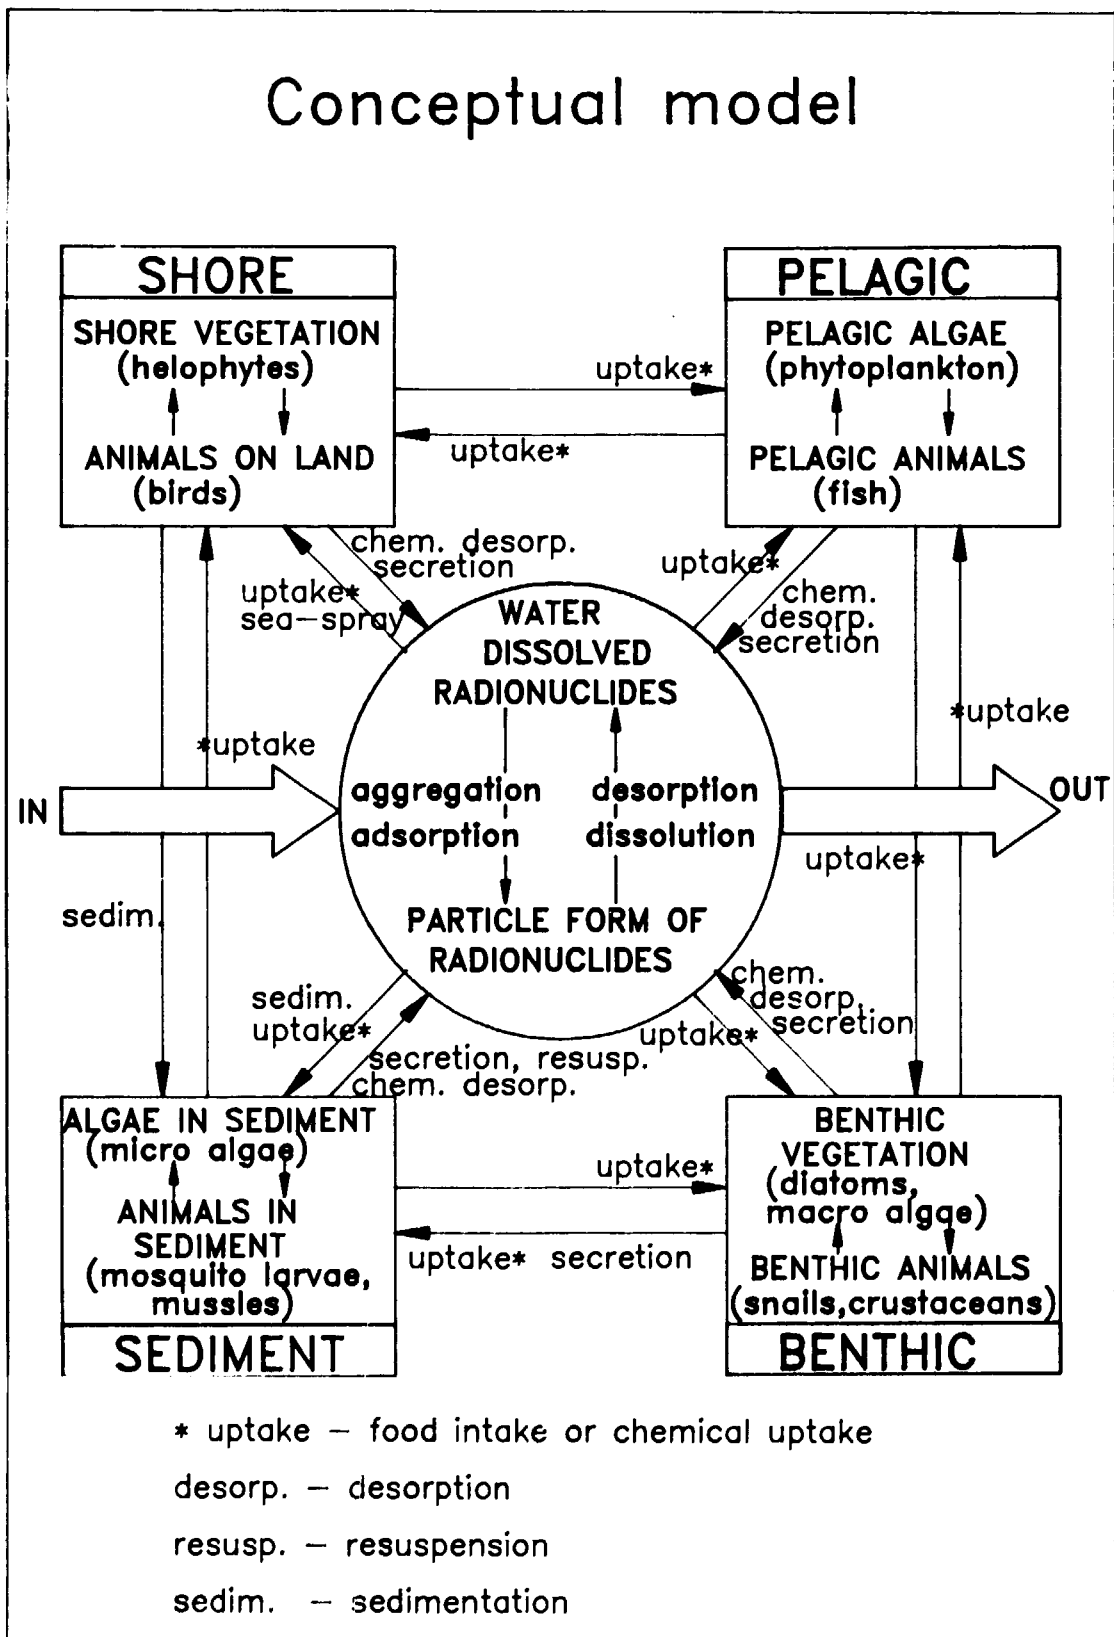 Conceptual model
SHORE
SHORE VEGETATION
(helophytes)
ANIMALS ON LAND
(birds)
PELAGIC
PELAGIC ALGAE
(phytoplankton)
PELAGIC ANIMALS
(fish)
uptake*
uptake*
chem. desorp.
secretion
uptake*
sea-spray
uptake*
chem.
desorp.
secretion
WATER
DISSOLVED
RADIONUCLIDES
aggregation
adsorption
desorption
dissolution
PARTICLE FORM OF
RADIONUCLIDES
*uptake
*uptake
IN
OUT
uptake*
sedim.
sedim.
uptake*
secretion, resusp.
chem. desorp.
chem.
desorp.
secretion
uptake*
ALGAE IN SEDIMENT
(micro algae)
ANIMALS IN
SEDIMENT
(mosquito larvae,
mussles)
SEDIMENT
uptake*
uptake* secretion
BENTHIC
VEGETATION
(diatoms,
macro algae)
BENTHIC ANIMALS
(snails,crustaceans)
BENTHIC
* uptake – food intake or chemical uptake
desorp. – desorption
resusp. – resuspension
sedim. – sedimentation